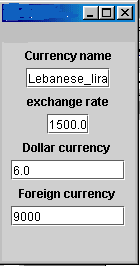 Currency name
Lebanese_lira
exchange rate
1500.0
Dollar currency
6.0
Foreign currency
9000